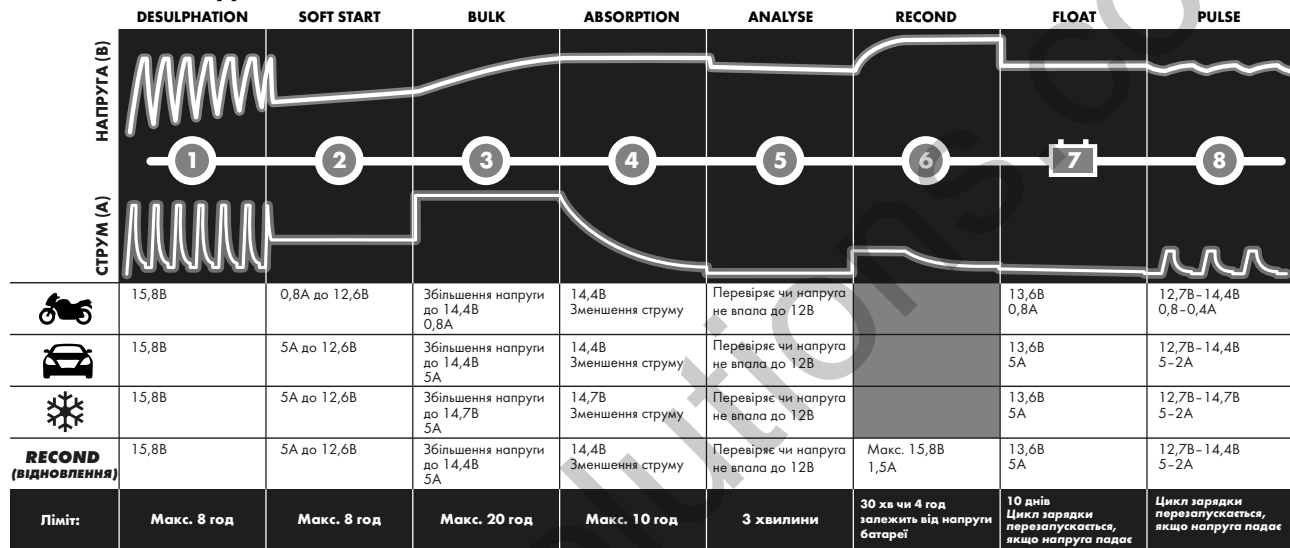 DESULPHATION SOFT START BULK ABSORPTION ANALYSE RECOND FLOAT PULSE
НАПРУГА (В)
1 2 3 4 5 6 7 8
СТРУМ (А)
15,8В 0,8А до 12,6В Збільшення напруги 14,4В Перевіряє чи напруга 13,6В 12,7В–14,4В
до 14,4В Зменшення струму не впала до 12В 0,8А 0,8–0,4А
0,8А
15,8В 5А до 12,6В Збільшення напруги 14,4В Перевіряє чи напруга 13,6В 12,7В–14,4В
до 14,4В Зменшення струму не впала до 12В 5А 5–2А
5А
15,8В 5А до 12,6В Збільшення напруги 14,7В Перевіряє чи напруга 13,6В 12,7В–14,7В
до 14,7В Зменшення струму не впала до 12В 5А 5–2А
5А
RECOND 15,8В 5А до 12,6В Збільшення напруги 14,4В Перевіряє чи напруга Макс. 15,8В 13,6В 12,7В–14,4В
(ВІДНОВЛЕННЯ) до 14,4В Зменшення струму не впала до 12В 1,5А 5А 5–2А
5А
Ліміт: Макс. 8 год Макс. 8 год Макс. 20 год Макс. 10 год 3 хвилини
30 хв чи 4 год
залежить від напруги
батареї
10 днів
Цикл зарядки
перезапускається,
якщо напруга падає
Цикл зарядки
перезапускається,
якщо напруга падає